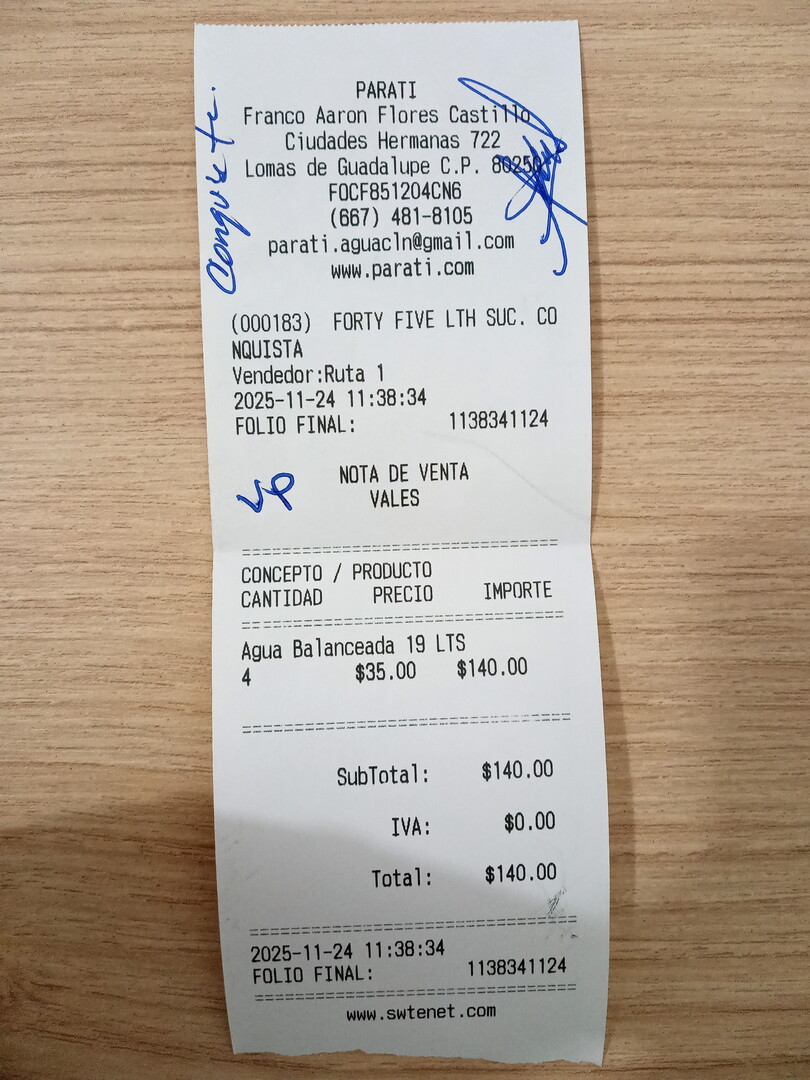 PARATI
Franco Aaron Flores Castillo
Ciudades Hermanas 722
Lomas de Guadalupe C.P. 80250
FOCF851204CN6
(667) 481-8105
parati.aguacln@gmail.com
www.parati.com
(000183) FORTY FIVE LTH SUC. CO
NQUISTA
Vendedor:Ruta 1
2025-11-24 11:38:34
FOLIO FINAL: 1138341124
NOTA DE VENTA
VALES
CONCEPTO / PRODUCTO
CANTIDAD PRECIO IMPORTE
Agua Balanceada 19 LTS
4 $35.00 $140.00
SubTotal: $140.00
IVA: $0.00
Total: $140.00
2025-11-24 11:38:34
FOLIO FINAL: 1138341124
www.swtenet.com